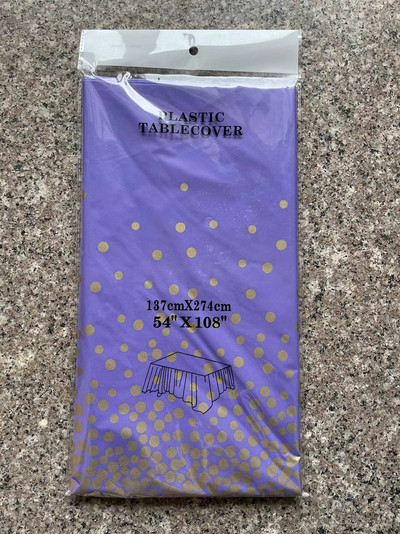 PLASTIC
TABLECOVER
137cmX274cm
54" X 108"